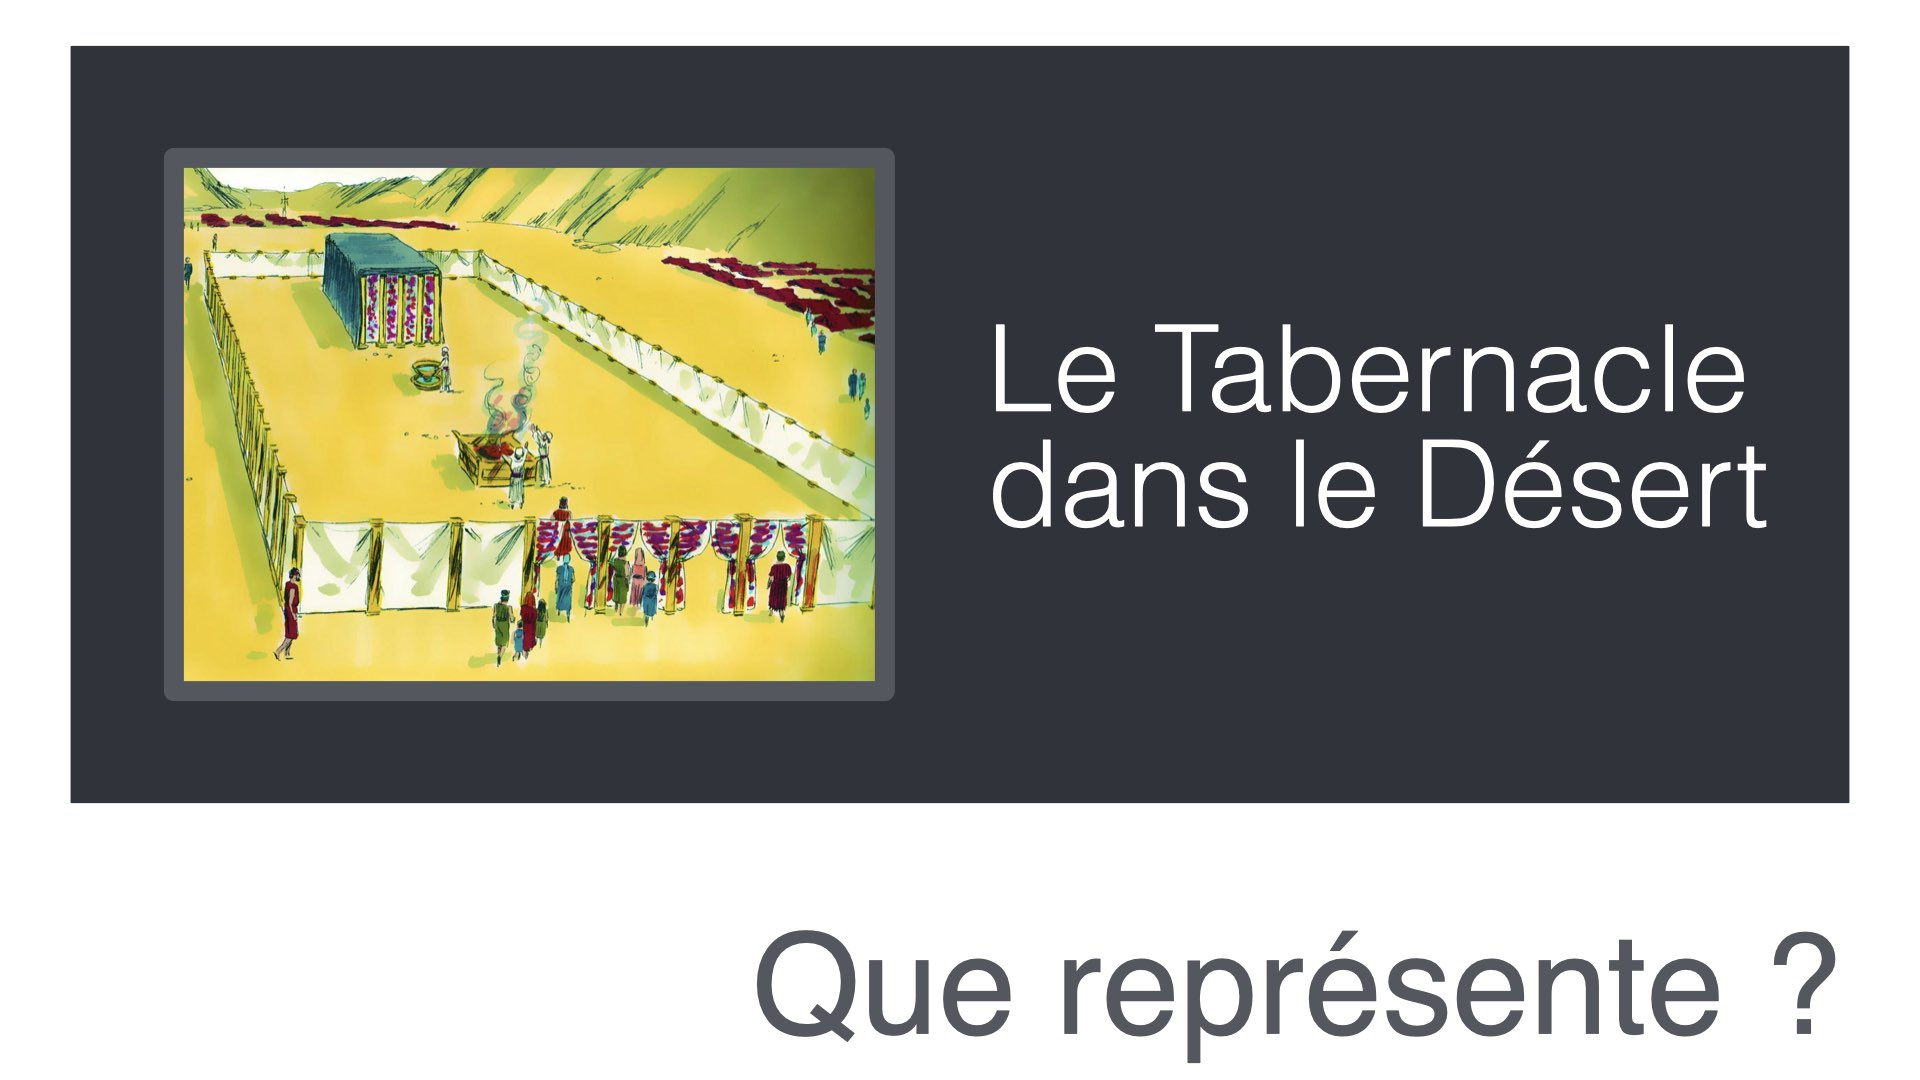 Le Tabernacle
dans le Désert
Que représente ?